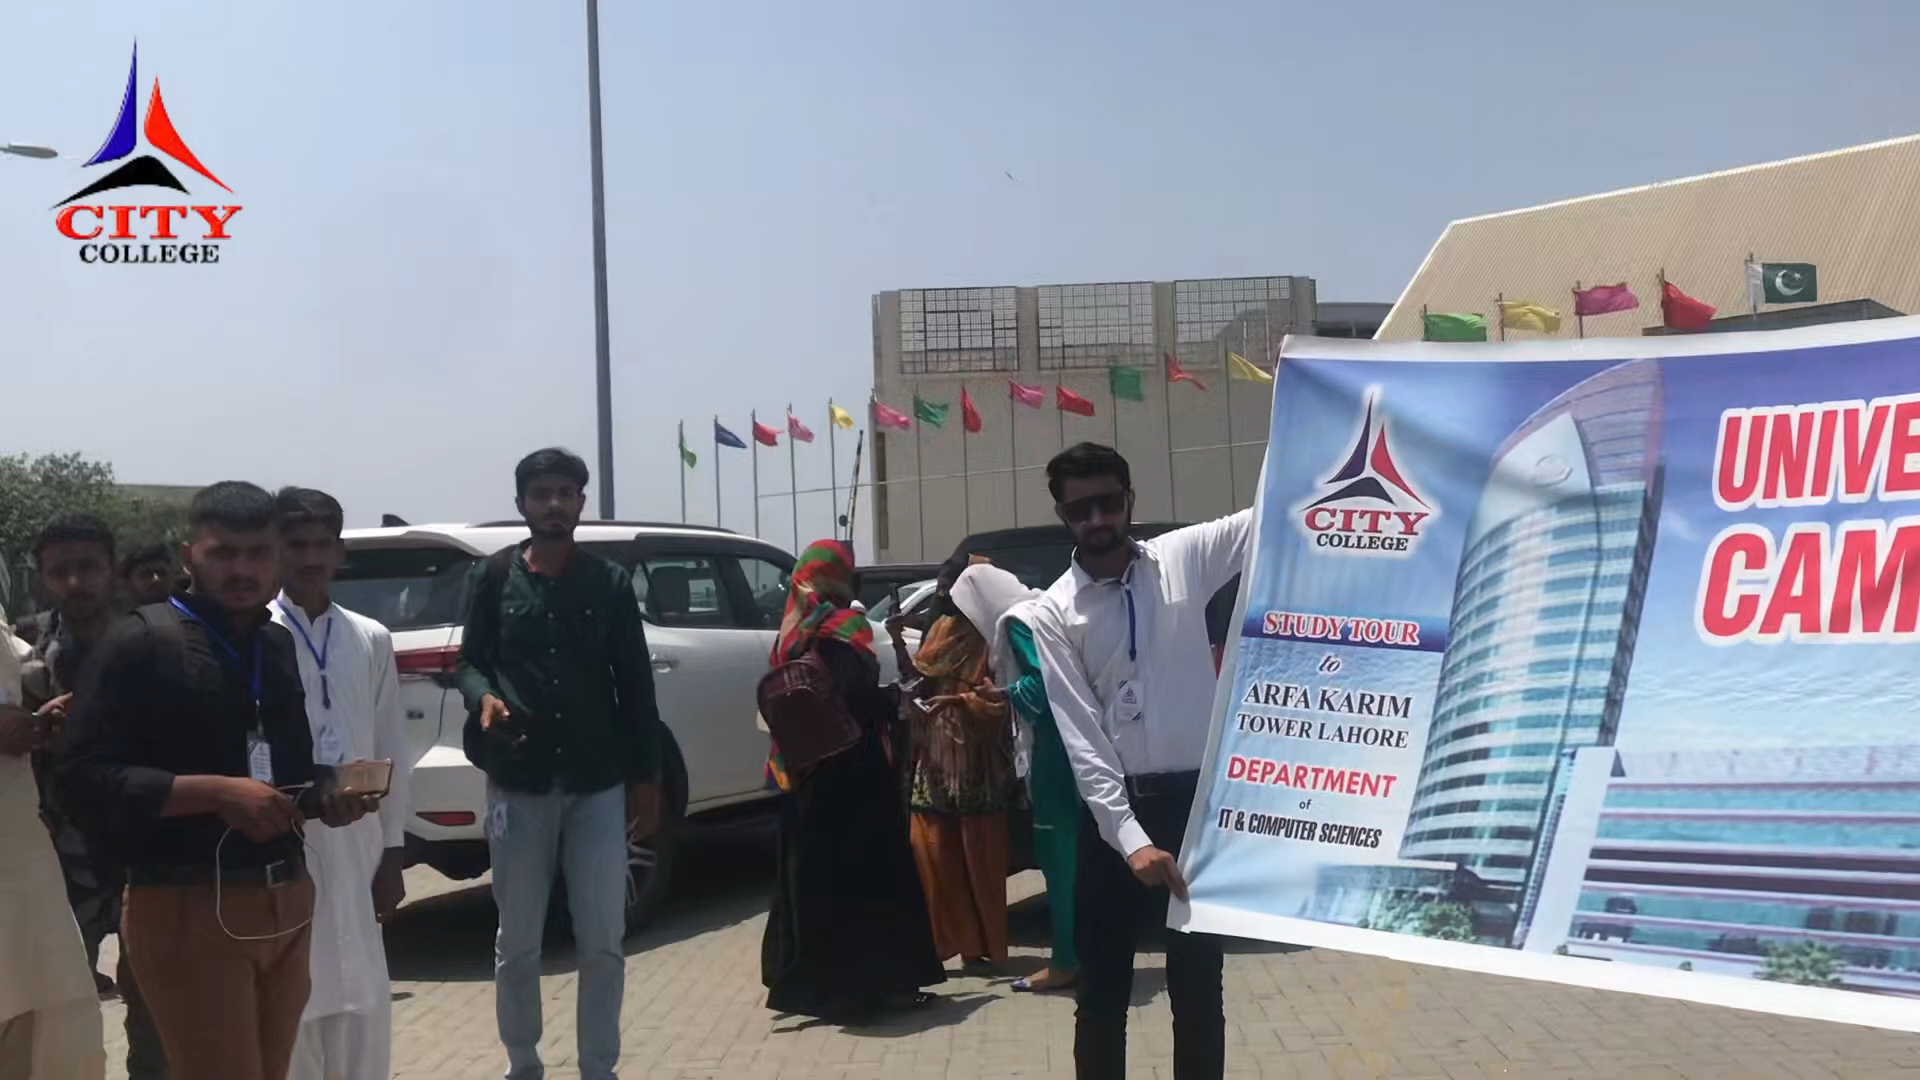 CITY
COLLEGE
CITY
COLLEGE
STUDY TOUR
to
ARFA KARIM
TOWER LAHORE
DEPARTMENT
of
IT & COMPUTER SCIENCES
UNIVE
CAM